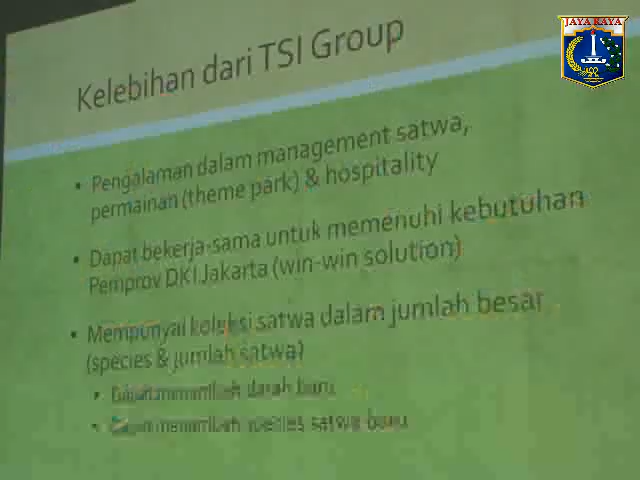 JAYA RAYA
Kelebihan dari TSI Group
• Pengalaman dalam management satwa,
permainan (theme park) & hospitality
• Dapat bekerja-sama untuk memenuhi kebutuhan
Pemprov DKI Jakarta (win-win solution)
• Mempunyai koleksi satwa dalam jumlah besar
(species & jumlah satwa)
• Dapat menambah darah baru
• Dapat menambah species satwa baru